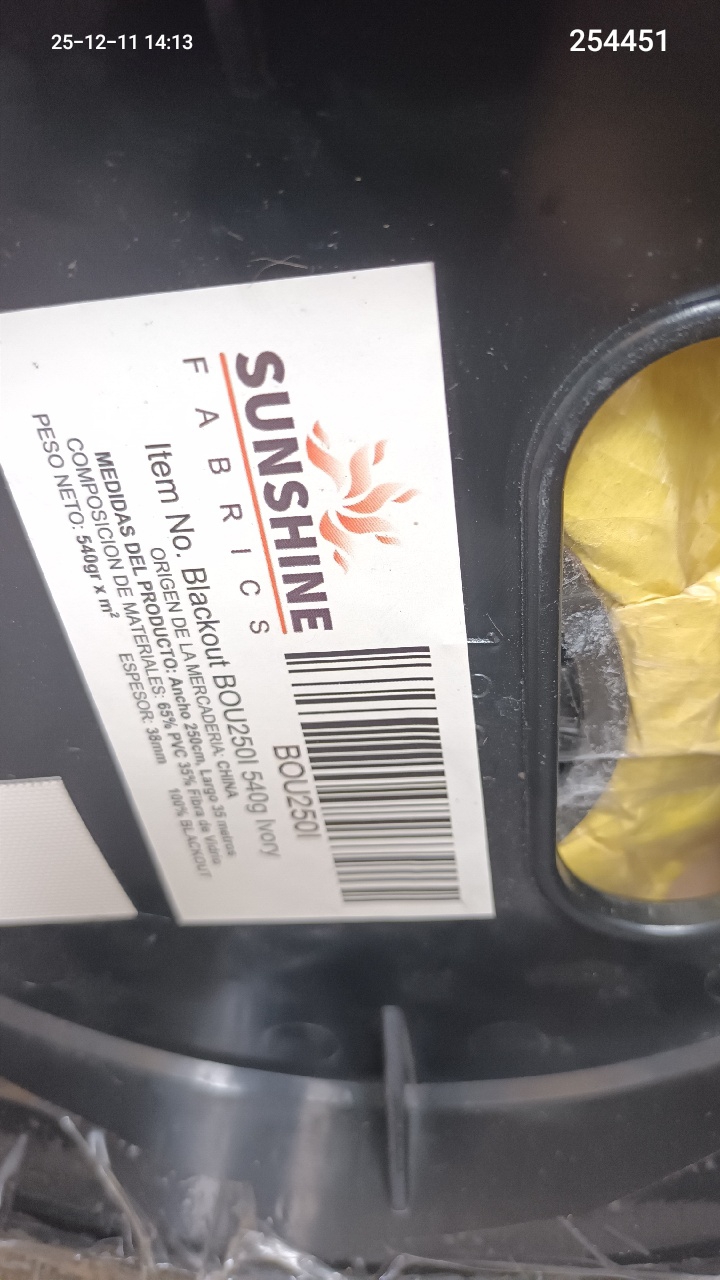 25-12-11 14:13
254451
SUNSHINE
FABRICS
BOU250I
Item No. Blackout BOU250I 540g Ivory
ORIGEN DE LA MERCADERIA: CHINA
MEDIDAS DEL PRODUCTO: Ancho 250cm, Largo 35 metros
COMPOSICION DE MATERIALES: 65% PVC 35% Fibra de Vidrio
PESO NETO: 540gr x m² ESPESOR: 38mm 100% BLACKOUT